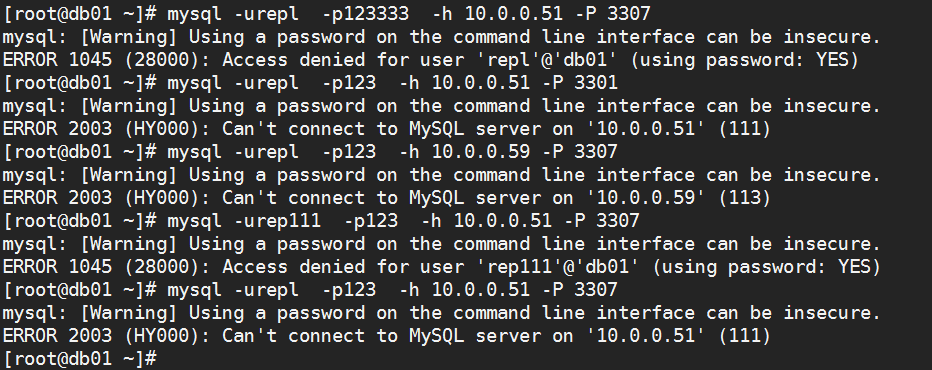 [root@db01 ~]# mysql -urepl  -p123333  -h 10.0.0.51 -P 3307
mysql: [Warning] Using a password on the command line interface can be insecure.
ERROR 1045 (28000): Access denied for user 'repl'@'db01' (using password: YES)
[root@db01 ~]# mysql -urepl  -p123  -h 10.0.0.51 -P 3301
mysql: [Warning] Using a password on the command line interface can be insecure.
ERROR 2003 (HY000): Can't connect to MySQL server on '10.0.0.51' (111)
[root@db01 ~]# mysql -urepl  -p123  -h 10.0.0.59 -P 3307
mysql: [Warning] Using a password on the command line interface can be insecure.
ERROR 2003 (HY000): Can't connect to MySQL server on '10.0.0.59' (113)
[root@db01 ~]# mysql -urep111  -p123  -h 10.0.0.51 -P 3307
mysql: [Warning] Using a password on the command line interface can be insecure.
ERROR 1045 (28000): Access denied for user 'rep111'@'db01' (using password: YES)
[root@db01 ~]# mysql -urepl  -p123  -h 10.0.0.51 -P 3307
mysql: [Warning] Using a password on the command line interface can be insecure.
ERROR 2003 (HY000): Can't connect to MySQL server on '10.0.0.51' (111)
[root@db01 ~]#